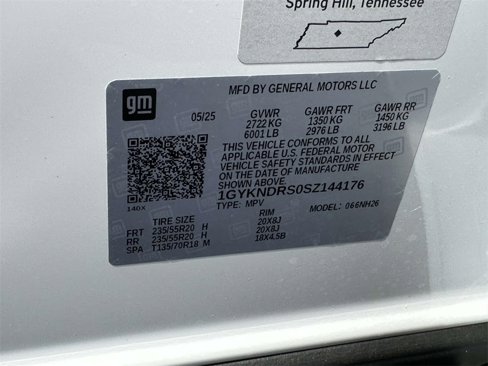 Spring Hill, Tennessee
gm
MFD BY GENERAL MOTORS LLC
05/25 GVWR GAWR FRT GAWR RR
2722 KG 1350 KG 1450 KG
6001 LB 2976 LB 3196 LB
THIS VEHICLE CONFORMS TO ALL
APPLICABLE U.S. FEDERAL MOTOR
VEHICLE SAFETY STANDARDS IN EFFECT
ON THE DATE OF MANUFACTURE
SHOWN ABOVE.
1GYKNDRS0SZ144176
140X TYPE: MPV MODEL: 066NH26
TIRE SIZE RIM
FRT 235/55R20 H 20X8J
RR 235/55R20 H 20X8J
SPA T135/70R18 M 18X4.5B